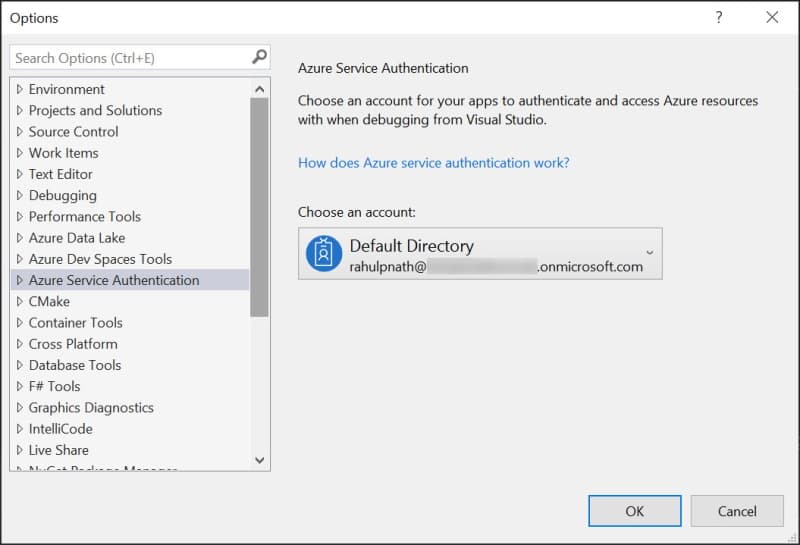 Options
?
Search Options (Ctrl+E)
Environment
Projects and Solutions
Source Control
Work Items
Text Editor
Debugging
Performance Tools
Azure Data Lake
Azure Dev Spaces Tools
Azure Service Authentication
CMake
Container Tools
Cross Platform
Database Tools
F# Tools
Graphics Diagnostics
IntelliCode
Live Share
NuGet Package Manager
Azure Service Authentication
Choose an account for your apps to authenticate and access Azure resources
with when debugging from Visual Studio.
How does Azure service authentication work?
Choose an account:
Default Directory
rahulpnath@ .onmicrosoft.com
OK
Cancel